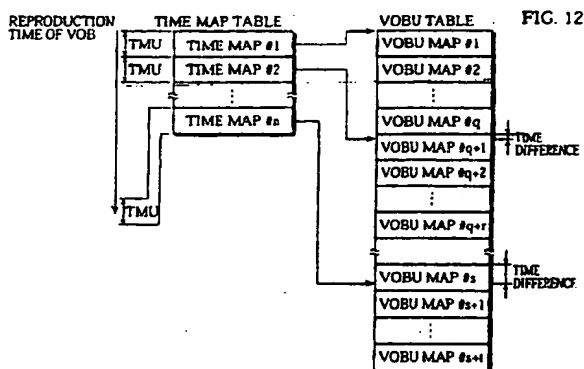 FIG. 12
REPRODUCTION
TIME OF VOB
TIME MAP TABLE
VOBU TABLE
TMU
TIME MAP #1
VOBU MAP #1
TMU
TIME MAP #2
VOBU MAP #2
⋮
⋮
TIME MAP #n
VOBU MAP #q
VOBU MAP #q+1
TIME
DIFFERENCE
VOBU MAP #q+2
⋮
TMU
VOBU MAP #q+r
VOBU MAP #s
TIME
DIFFERENCE
VOBU MAP #s+1
⋮
VOBU MAP #s+t